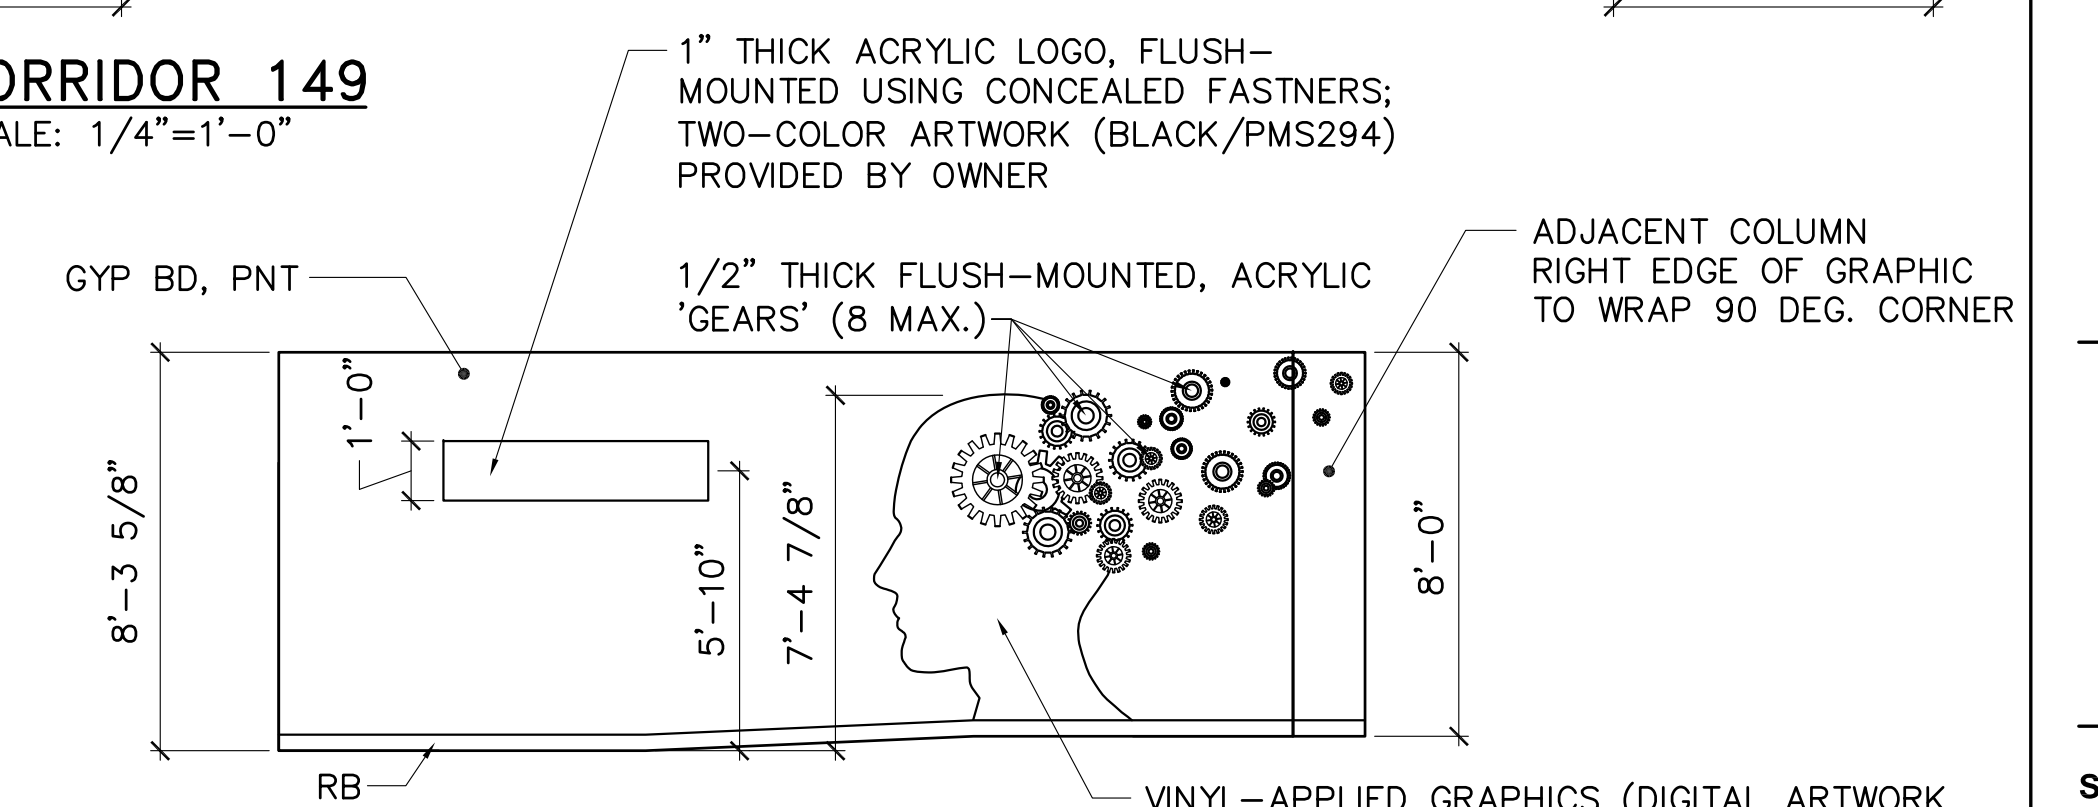 ORRIDOR 149
ALE: 1/4"=1'-0"
1" THICK ACRYLIC LOGO, FLUSH-
MOUNTED USING CONCEALED FASTNERS;
TWO-COLOR ARTWORK (BLACK/PMS294)
PROVIDED BY OWNER
GYP BD, PNT
1/2" THICK FLUSH-MOUNTED, ACRYLIC
'GEARS' (8 MAX.)
ADJACENT COLUMN
RIGHT EDGE OF GRAPHIC
TO WRAP 90 DEG. CORNER
8'-3 5/8"
1'-0"
5'-10"
7'-4 7/8"
8'-0"
RB
VINYL-APPLIED GRAPHICS (DIGITAL ARTWORK
S